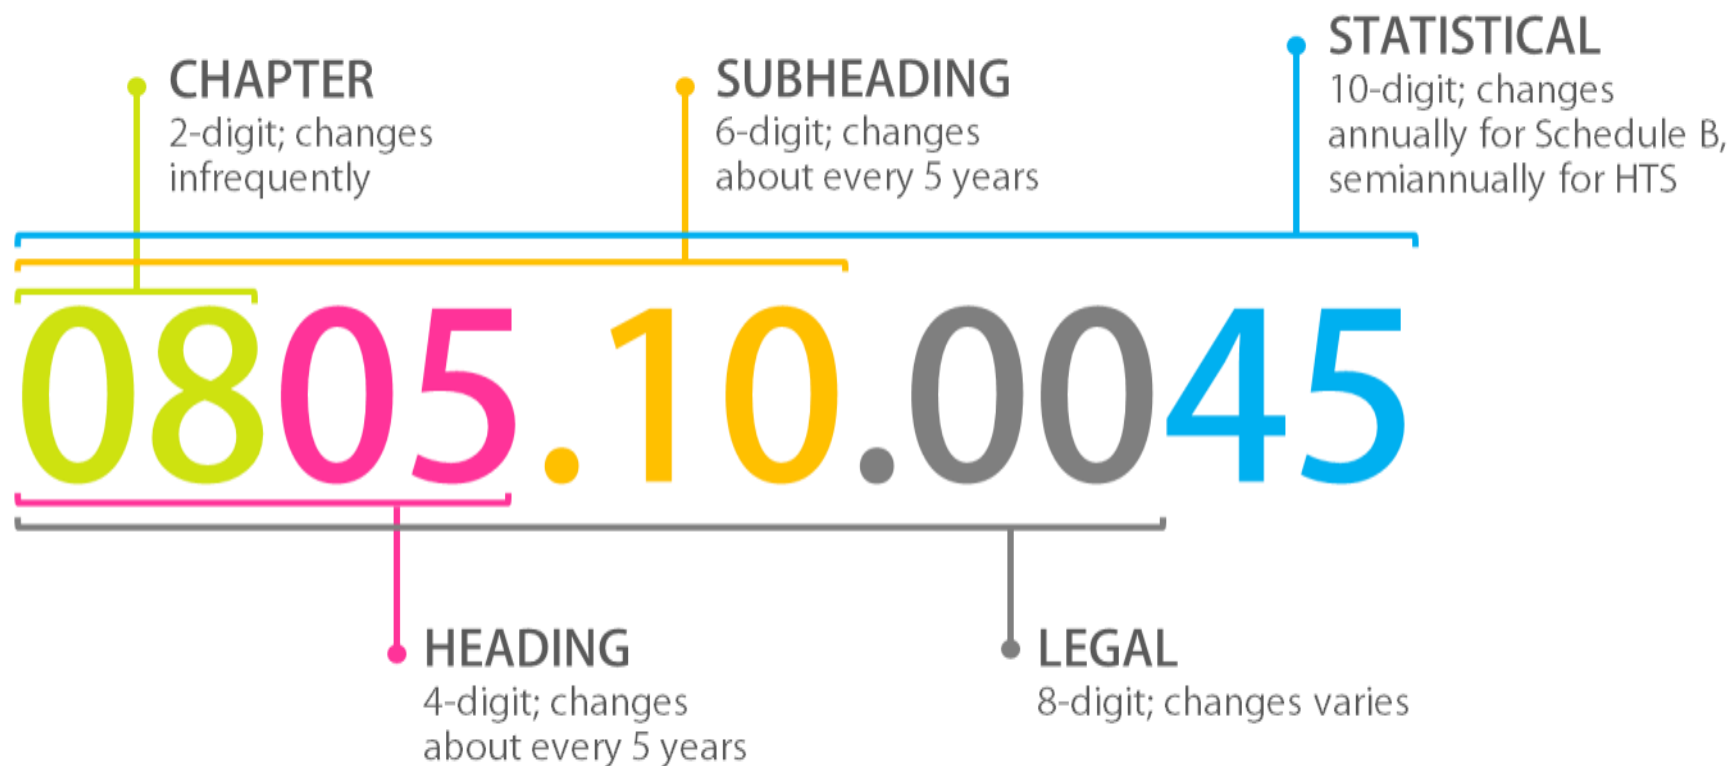 CHAPTER
2-digit; changes
infrequently
SUBHEADING
6-digit; changes
about every 5 years
STATISTICAL
10-digit; changes
annually for Schedule B,
semiannually for HTS
0805.10.0045
HEADING
4-digit; changes
about every 5 years
LEGAL
8-digit; changes varies